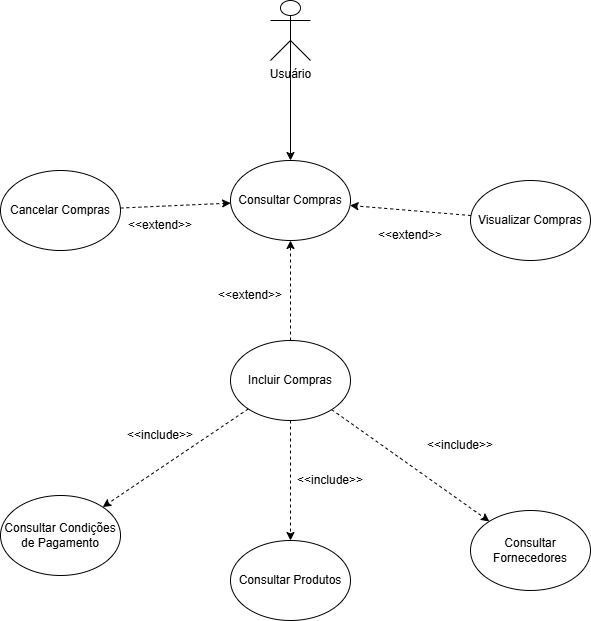 Usuário
Cancelar Compras
Consultar Compras
Visualizar Compras
<<extend>>
<<extend>>
<<extend>>
Incluir Compras
<<include>>
<<include>>
<<include>>
Consultar Condições
de Pagamento
Consultar Produtos
Consultar
Fornecedores